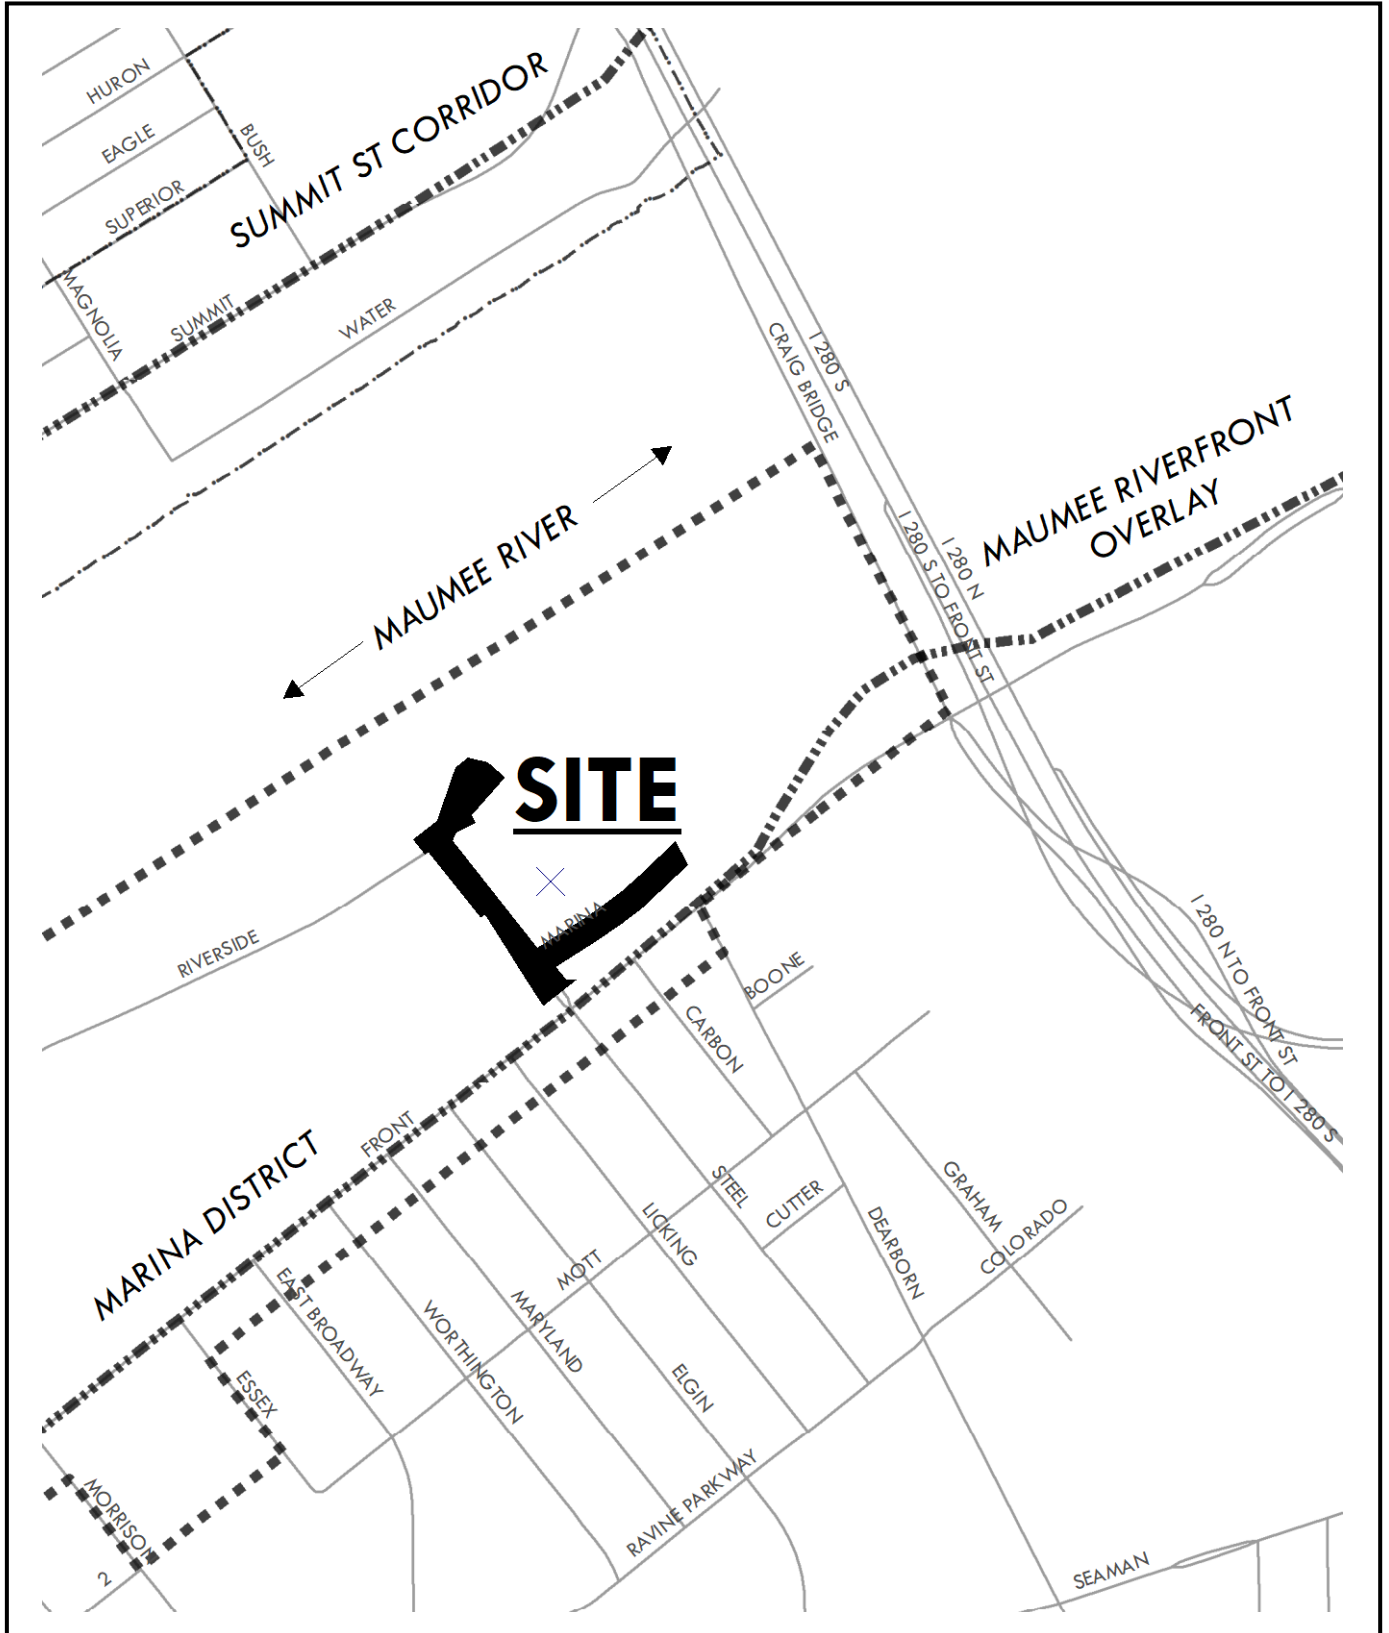 HURON
EAGLE
BUSH
SUPERIOR
SUMMIT ST CORRIDOR
MAGNOLIA
SUMMIT
WATER
CRAIG BRIDGE
I 280 S
MAUMEE RIVERFRONT
OVERLAY
MAUMEE RIVER
I 280 S TO FRONT ST
I 280 N
SITE
MARINA
RIVERSIDE
BOONE
CARBON
I 280 N TO FRONT ST
FRONT ST TO I 280 S
FRONT
MARINA DISTRICT
STEEL
CUTTER
GRAHAM
COLORADO
DEARBORN
LICKING
MOTT
EAST BROADWAY
MARYLAND
WORTHINGTON
ELGIN
ESSEX
MORRISON
RAVINE PARKWAY
2
SEAMAN